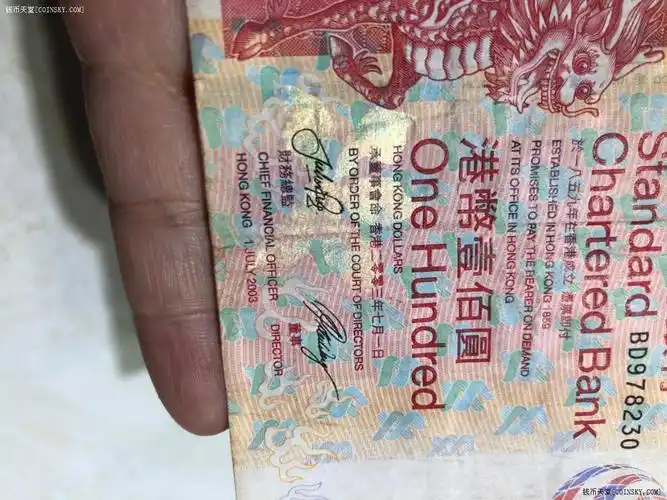 钱币天堂[COINSKY.COM]
Standard
Chartered Bank
BD978230
於一八五九年在香港成立 憑票即付
ESTABLISHED IN HONG KONG 1859
PROMISES TO PAY THE BEARER ON DEMAND
AT ITS OFFICE IN HONG KONG
港幣壹佰圓
One Hundred
HONG KONG DOLLARS
承董事會命 香港二零零三年七月一日
BY ORDER OF THE COURT OF DIRECTORS
財務總監
CHIEF FINANCIAL OFFICER
董事
DIRECTOR
HONG KONG 1 JULY 2003
钱币天堂[COINSKY.COM]